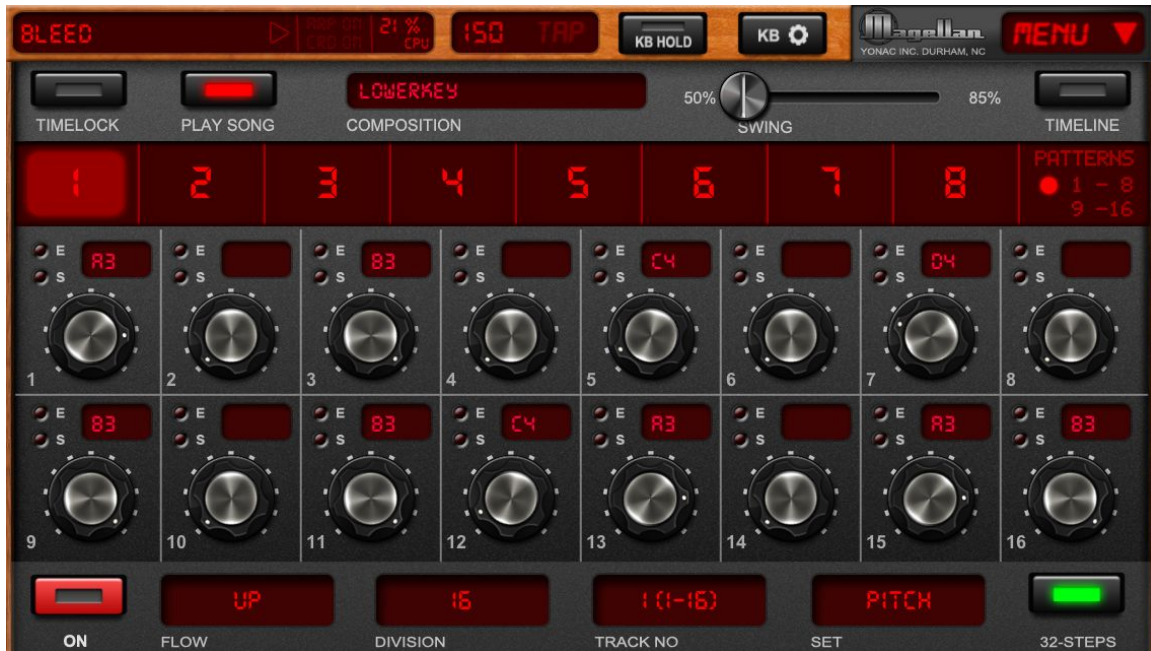 BLEED
ARP ON
CRD ON
21 %
CPU
150 TAP
KB HOLD
KB
Magellan
YONAC INC. DURHAM, NC
MENU
TIMELOCK
PLAY SONG
LOWERKEY
COMPOSITION
50%
85%
SWING
TIMELINE
1 2 3 4 5 6 7 8
PATTERNS
1 - 8
9 -16
E A3 E E B3 E E C4 E E D4 E
S S S S S S S S
1 2 3 4 5 6 7 8
E B3 E E B3 E C4 E A3 E E A3 E B3
S S S S S S S S
9 10 11 12 13 14 15 16
UP 16 1 (1-16) PITCH
ON FLOW DIVISION TRACK NO SET 32-STEPS